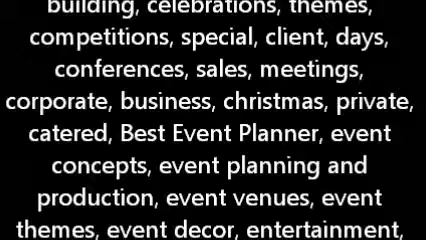 building, celebrations, themes,
competitions, special, client, days,
conferences, sales, meetings,
corporate, business, christmas, private,
catered, Best Event Planner, event
concepts, event planning and
production, event venues, event
themes, event decor, entertainment,